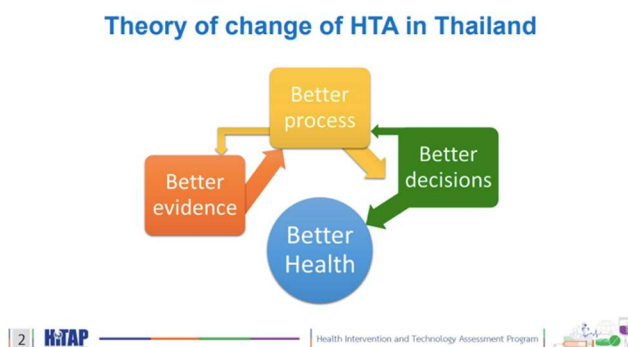 Theory of change of HTA in Thailand
Better
process
Better
evidence
Better
decisions
Better
Health
2
HiTAP
Health Intervention and Technology Assessment Program